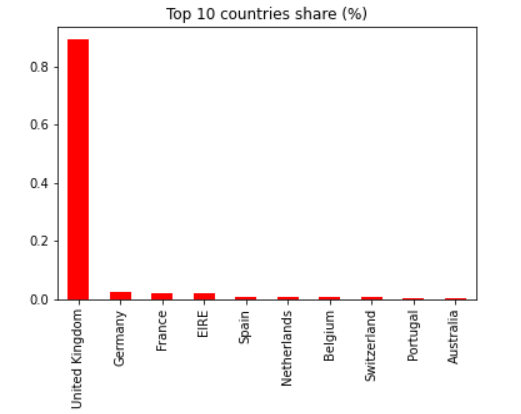 Top 10 countries share (%)
0.8
0.6
0.4
0.2
0.0
United Kingdom
Germany
France
EIRE
Spain
Netherlands
Belgium
Switzerland
Portugal
Australia